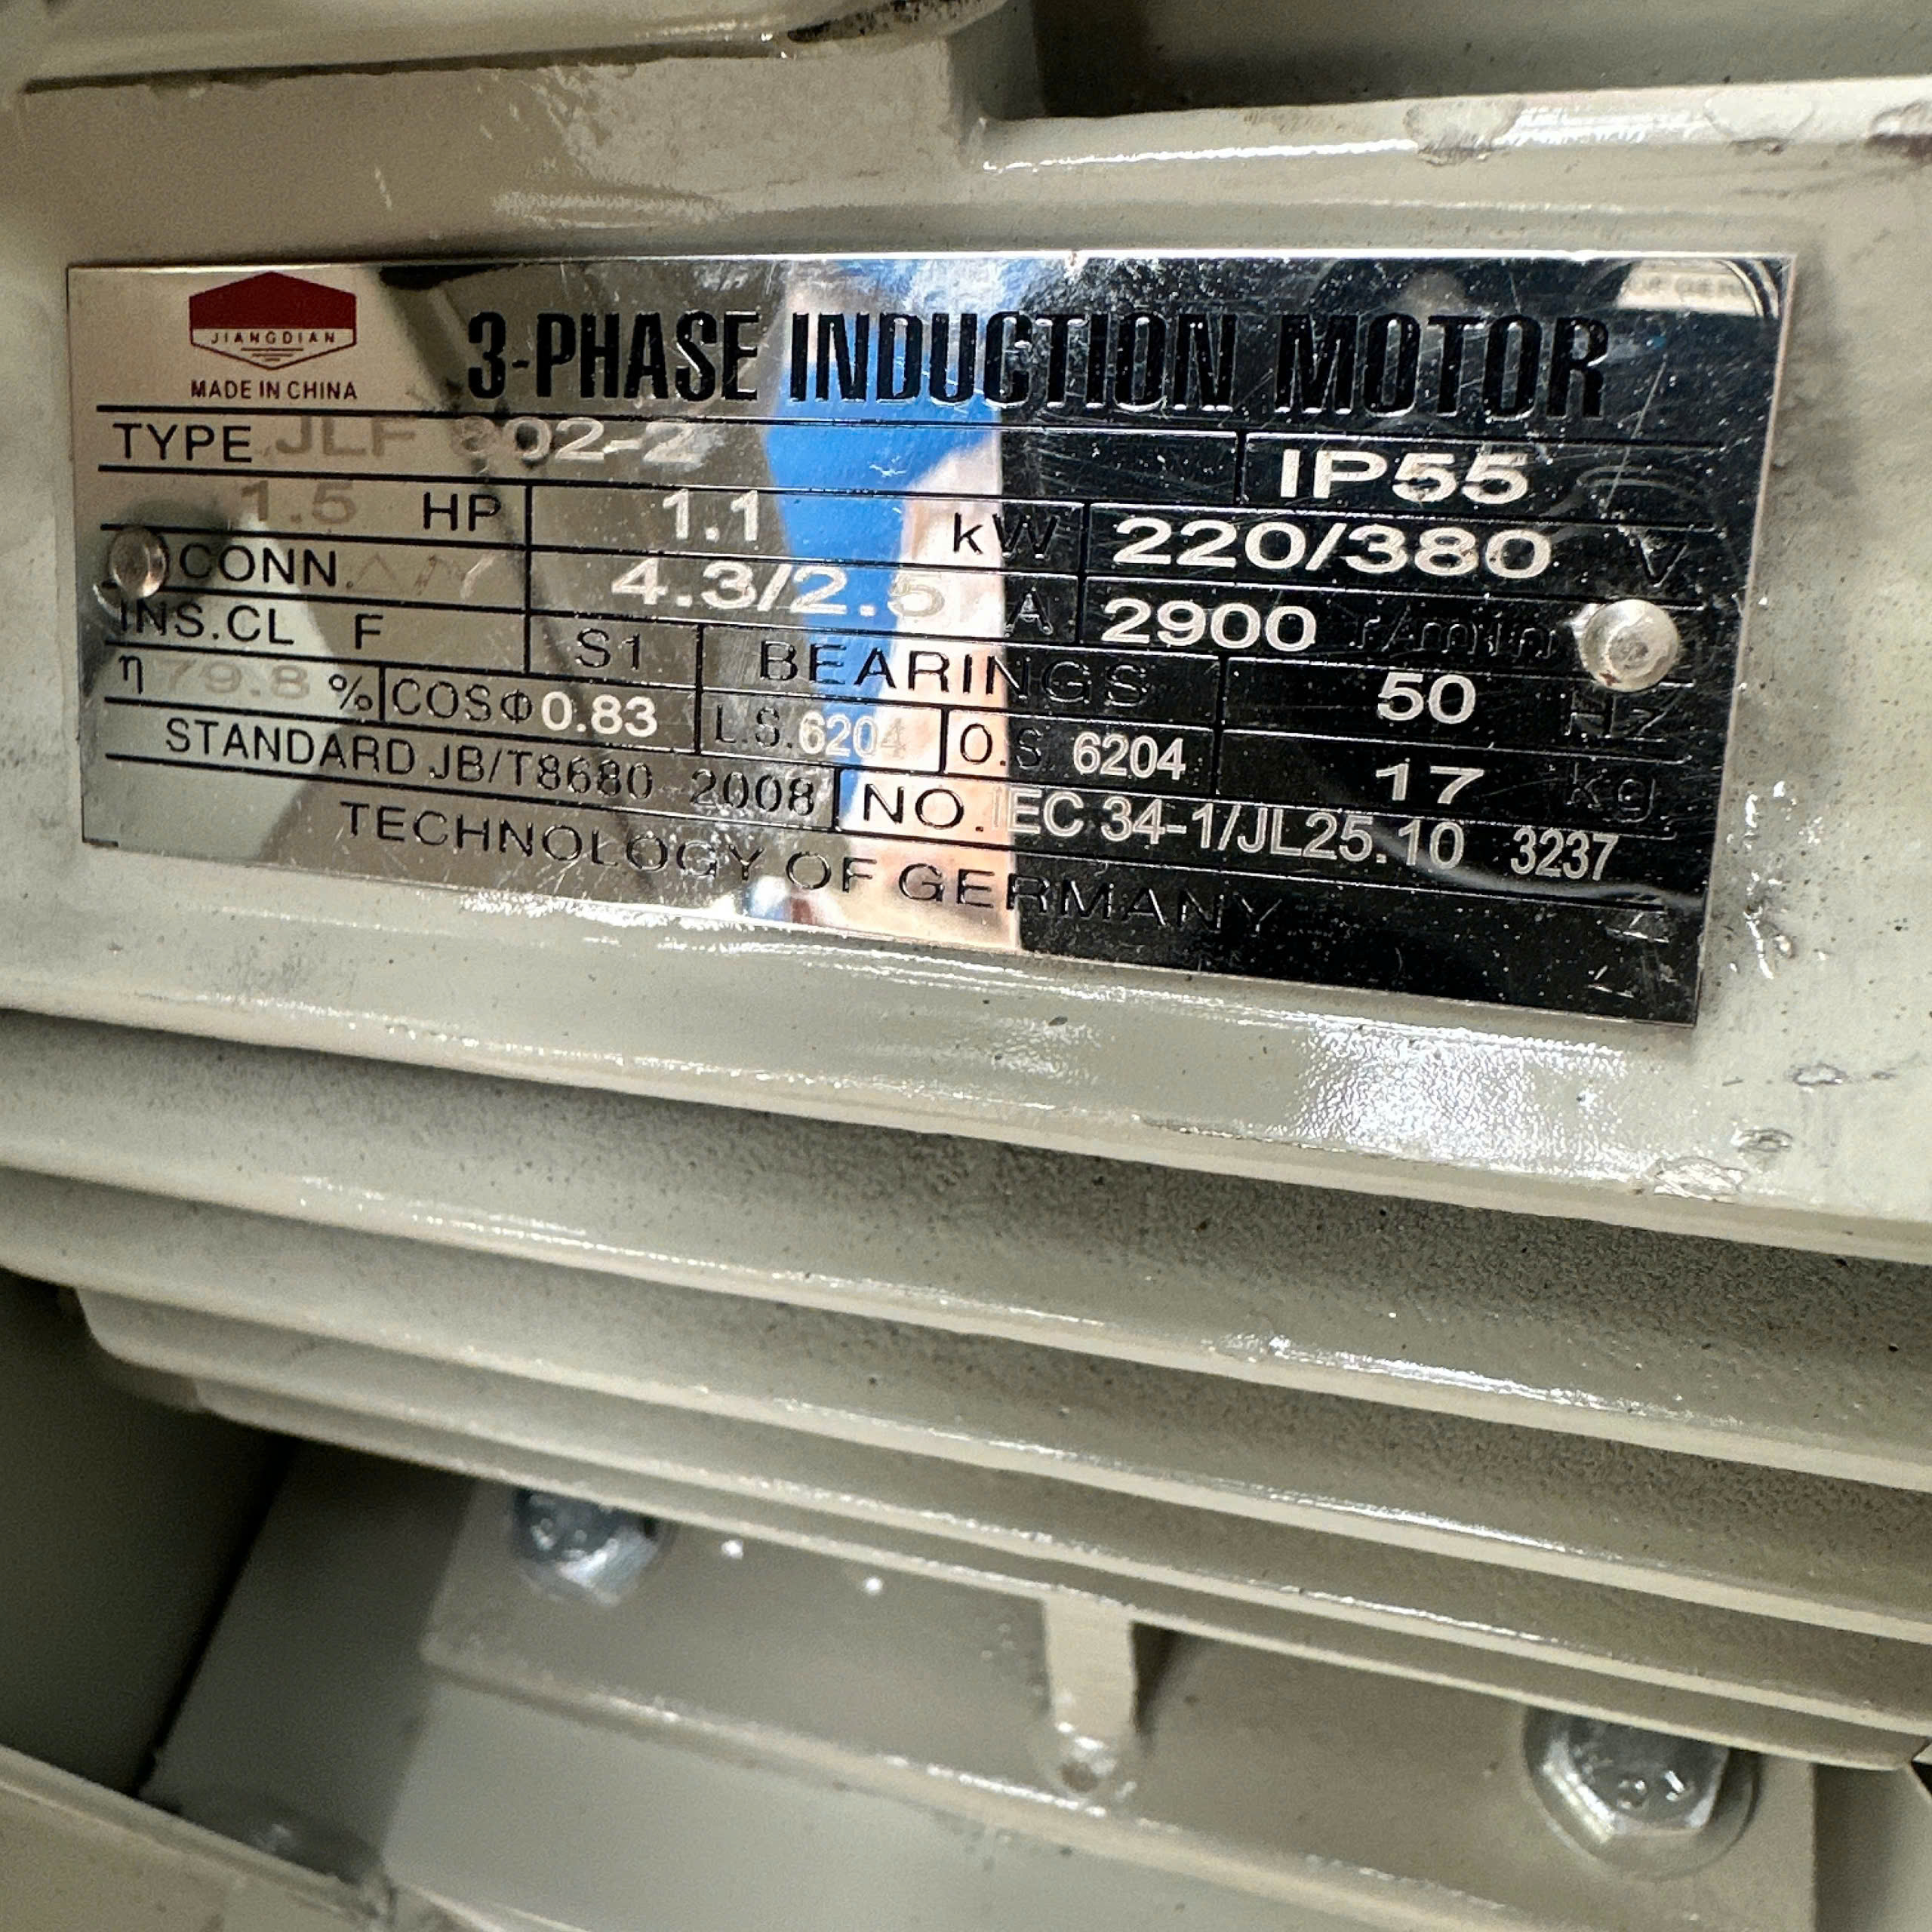 JIANGDIAN
MADE IN CHINA
3-PHASE INDUCTION MOTOR
TYPE JLF 802-2 IP55
1.5 HP 1.1 kW 220/380 V
CONN. 4.3/2.5 A 2900 r/min
INS.CL F S1 BEARINGS 50 Hz
η 79.8 % COSΦ 0.83 L.S. 6204 O.S 6204 17 kg
STANDARD JB/T8680 2008 NO. IEC 34-1/JL25.10 3237
TECHNOLOGY OF GERMANY